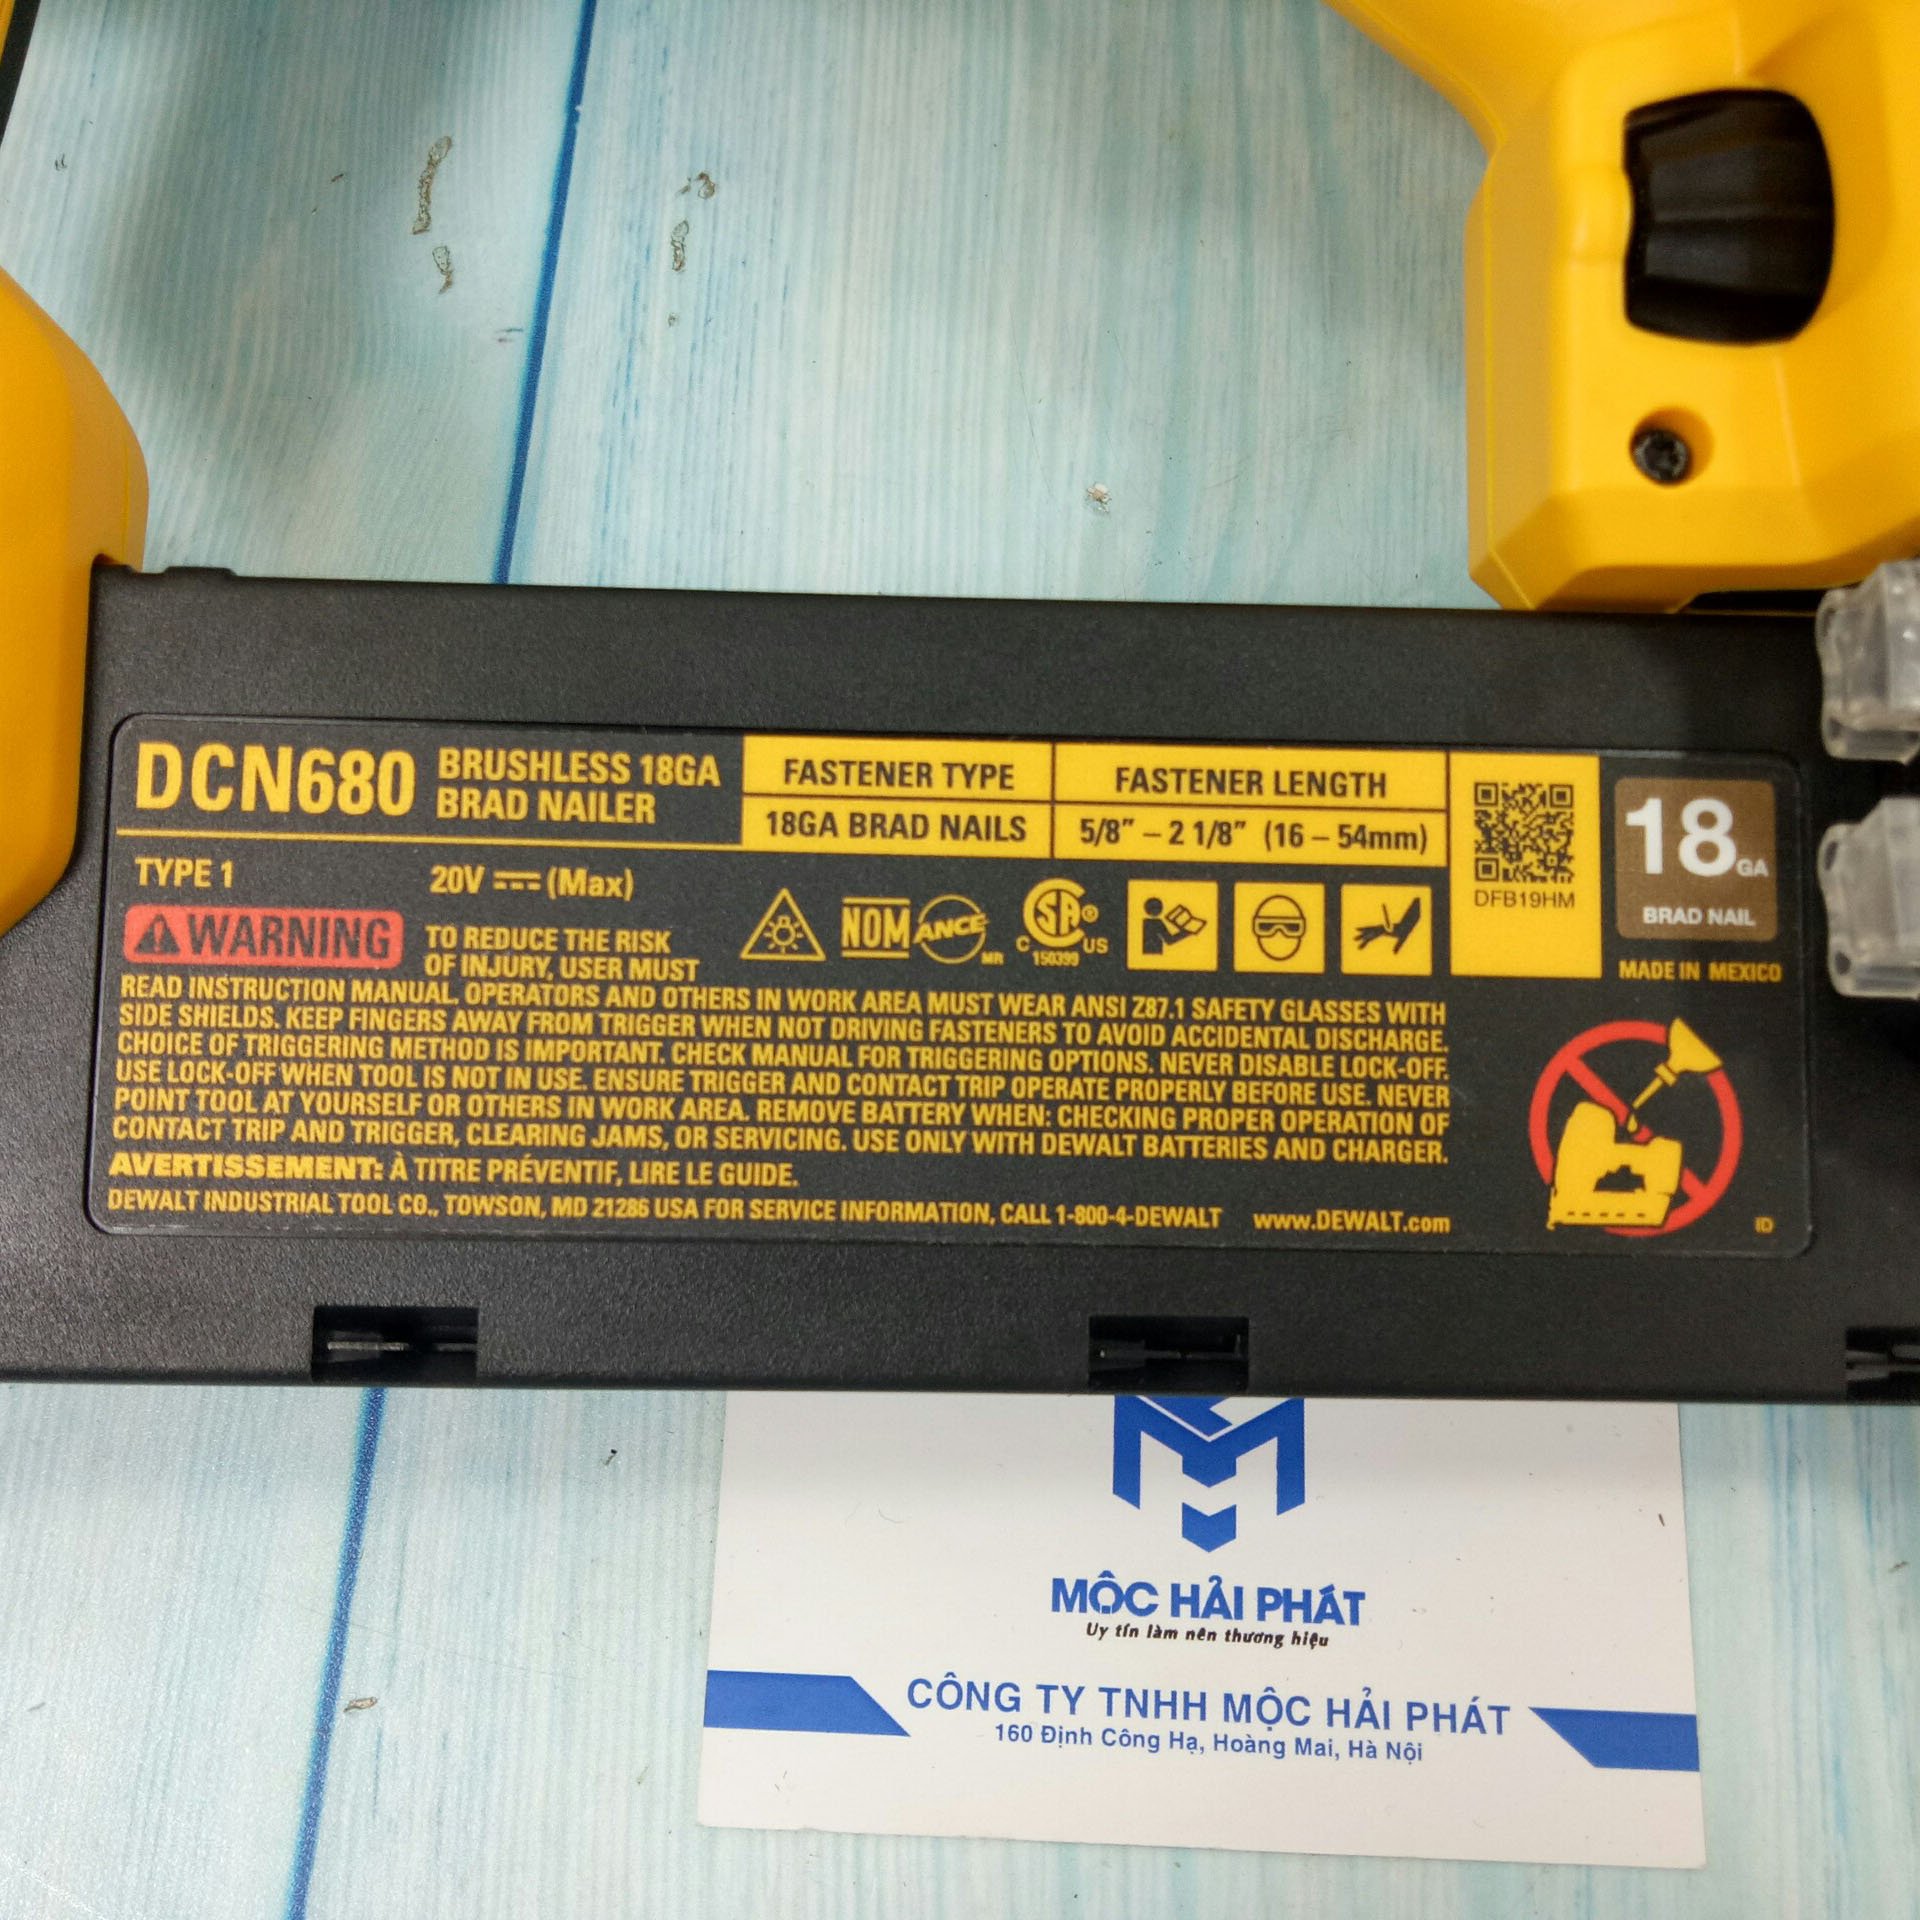 DCN680
BRUSHLESS 18GA
BRAD NAILER
FASTENER TYPE
18GA BRAD NAILS
FASTENER LENGTH
5/8" – 2 1/8" (16 – 54mm)
DFB19HM
18GA
BRAD NAIL
MADE IN MEXICO
TYPE 1
20V ⎓ (Max)
NOM
ANCE
MR
C SA ® US
150399
⚠WARNING
TO REDUCE THE RISK
OF INJURY, USER MUST
READ INSTRUCTION MANUAL. OPERATORS AND OTHERS IN WORK AREA MUST WEAR ANSI Z87.1 SAFETY GLASSES WITH
SIDE SHIELDS. KEEP FINGERS AWAY FROM TRIGGER WHEN NOT DRIVING FASTENERS TO AVOID ACCIDENTAL DISCHARGE.
CHOICE OF TRIGGERING METHOD IS IMPORTANT. CHECK MANUAL FOR TRIGGERING OPTIONS. NEVER DISABLE LOCK-OFF.
USE LOCK-OFF WHEN TOOL IS NOT IN USE. ENSURE TRIGGER AND CONTACT TRIP OPERATE PROPERLY BEFORE USE. NEVER
POINT TOOL AT YOURSELF OR OTHERS IN WORK AREA. REMOVE BATTERY WHEN: CHECKING PROPER OPERATION OF
CONTACT TRIP AND TRIGGER, CLEARING JAMS, OR SERVICING. USE ONLY WITH DEWALT BATTERIES AND CHARGER.
AVERTISSEMENT: À TITRE PRÉVENTIF, LIRE LE GUIDE.
DEWALT INDUSTRIAL TOOL CO., TOWSON, MD 21286 USA FOR SERVICE INFORMATION, CALL 1-800-4-DEWALT www.DEWALT.com
ID
MỘC HẢI PHÁT
Uy tín làm nên thương hiệu
CÔNG TY TNHH MỘC HẢI PHÁT
160 Định Công Hạ, Hoàng Mai, Hà Nội